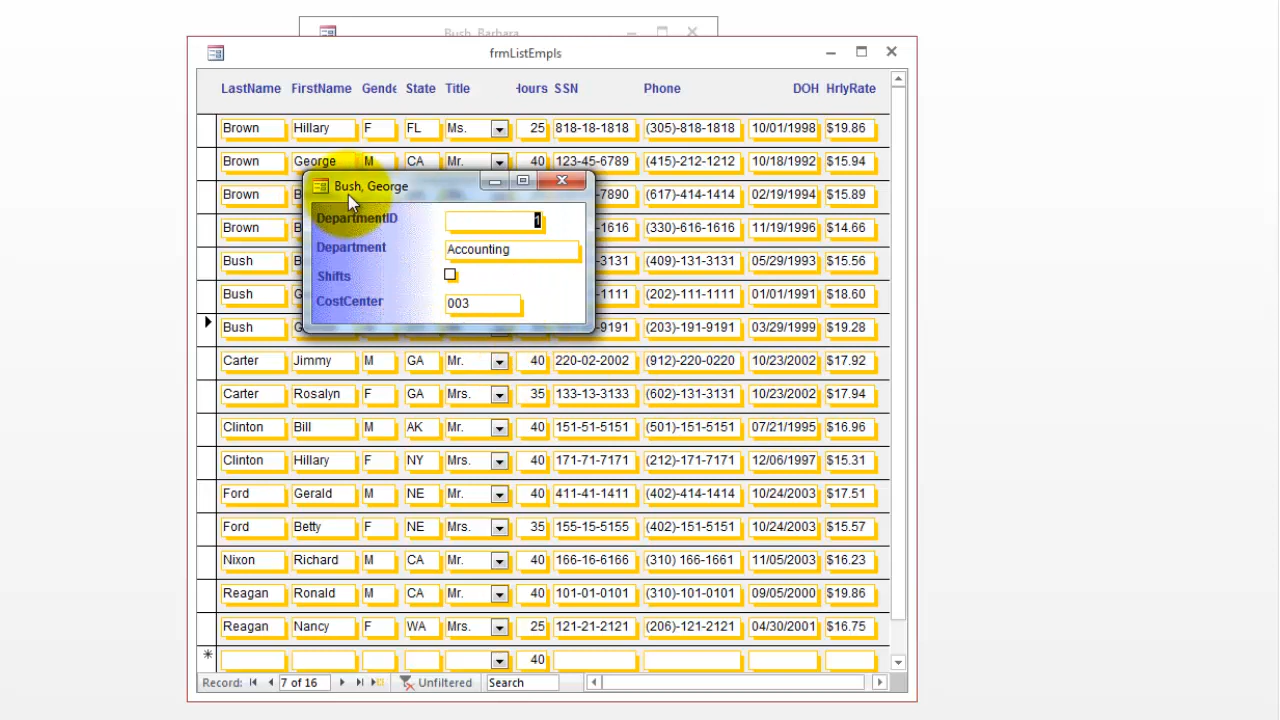 Bush, Barbara
frmListEmpls
LastName FirstName Gende State Title Hours SSN Phone DOH HrlyRate
Brown Hillary F FL Ms. 25 818-18-1818 (305)-818-1818 10/01/1998 $19.86
Brown George M CA Mr. 40 123-45-6789 (415)-212-1212 10/18/1992 $15.94
Brown B -7890 (617)-414-1414 02/19/1994 $15.89
Brown B -1616 (330)-616-1616 11/19/1996 $14.66
Bush B -3131 (409)-131-3131 05/29/1993 $15.56
Bush G -1111 (202)-111-1111 01/01/1991 $18.60
Bush G -9191 (203)-191-9191 03/29/1999 $19.28
Bush, George
DepartmentID 1
Department Accounting
Shifts
CostCenter 003
Carter Jimmy M GA Mr. 40 220-02-2002 (912)-220-0220 10/23/2002 $17.92
Carter Rosalyn F GA Mrs. 35 133-13-3133 (602)-131-3131 10/23/2002 $17.94
Clinton Bill M AK Mr. 40 151-51-5151 (501)-151-5151 07/21/1995 $16.96
Clinton Hillary F NY Mrs. 40 171-71-7171 (212)-171-7171 12/06/1997 $15.31
Ford Gerald M NE Mr. 40 411-41-1411 (402)-414-1414 10/24/2003 $17.51
Ford Betty F NE Mrs. 35 155-15-5155 (402)-151-5151 10/24/2003 $15.57
Nixon Richard M CA Mr. 40 166-16-6166 (310) 166-1661 11/05/2003 $16.23
Reagan Ronald M CA Mr. 40 101-01-0101 (310)-101-0101 09/05/2000 $19.86
Reagan Nancy F WA Mrs. 25 121-21-2121 (206)-121-2121 04/30/2001 $16.75
* 40
Record: 7 of 16 Unfiltered Search